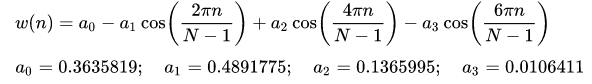 w(n) = a₀ − a₁ cos(2πn / (N − 1)) + a₂ cos(4πn / (N − 1)) − a₃ cos(6πn / (N − 1))
a₀ = 0.3635819; a₁ = 0.4891775; a₂ = 0.1365995; a₃ = 0.0106411